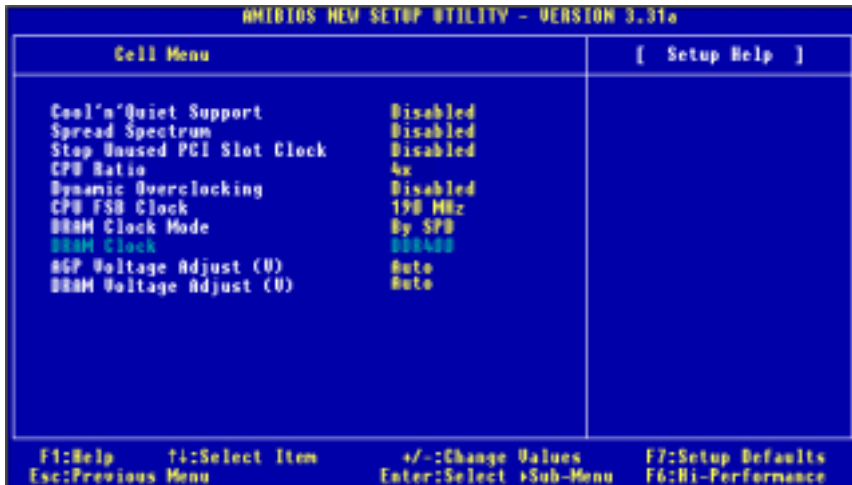 AMIBIOS NEW SETUP UTILITY - VERSION 3.31a
Cell Menu
[ Setup Help ]
Cool'n'Quiet Support Disabled
Spread Spectrum Disabled
Stop Unused PCI Slot Clock Disabled
CPU Ratio 4x
Dynamic Overclocking Disabled
CPU FSB Clock 190 MHz
DRAM Clock Mode By SPD
DRAM Clock DDR400
AGP Voltage Adjust (V) Auto
DRAM Voltage Adjust (V) Auto
F1:Help ↑↓:Select Item +/-:Change Values F7:Setup Defaults
Esc:Previous Menu Enter:Select ▸Sub-Menu F6:Hi-Performance